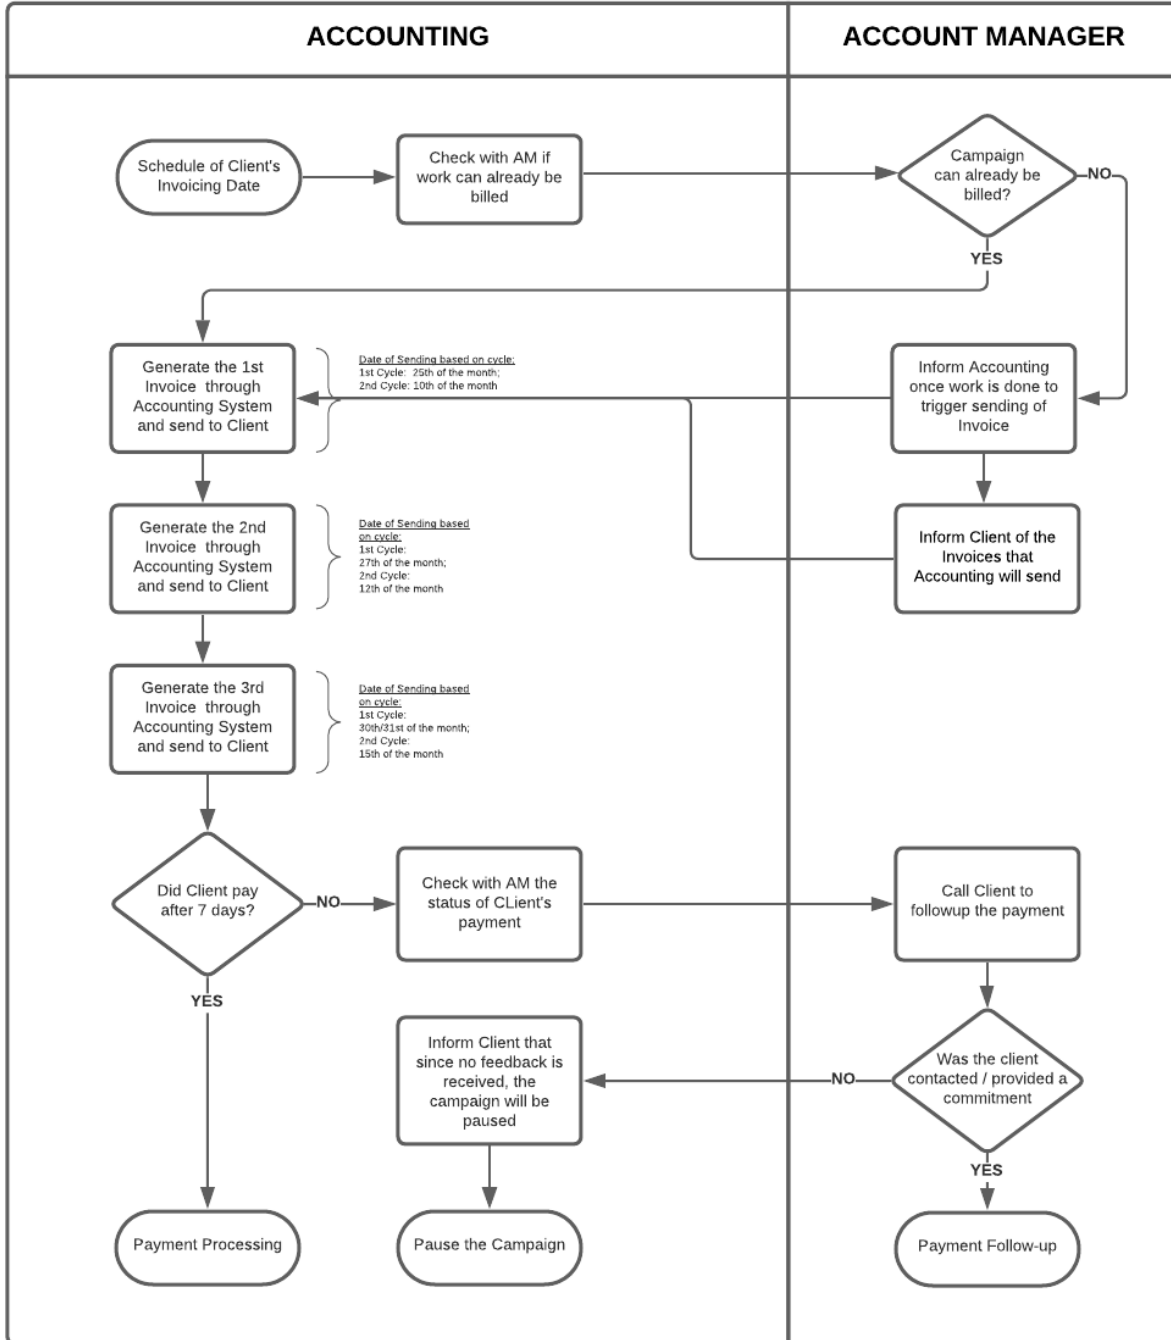 ACCOUNTING
ACCOUNT MANAGER
Schedule of Client's
Invoicing Date
Check with AM if
work can already be
billed
Campaign
can already be
billed?
NO
YES
Generate the 1st
Invoice through
Accounting System
and send to Client
Date of Sending based on cycle:
1st Cycle: 25th of the month;
2nd Cycle: 10th of the month
Inform Accounting
once work is done to
trigger sending of
Invoice
Generate the 2nd
Invoice through
Accounting System
and send to Client
Date of Sending based
on cycle:
1st Cycle:
27th of the month;
2nd Cycle:
12th of the month
Inform Client of the
Invoices that
Accounting will send
Generate the 3rd
Invoice through
Accounting System
and send to Client
Date of Sending based
on cycle:
1st Cycle:
30th/31st of the month;
2nd Cycle:
15th of the month
Did Client pay
after 7 days?
NO
Check with AM the
status of CLient's
payment
Call Client to
followup the payment
YES
Inform Client that
since no feedback is
received, the
campaign will be
paused
NO
Was the client
contacted / provided a
commitment
YES
Payment Processing
Pause the Campaign
Payment Follow-up